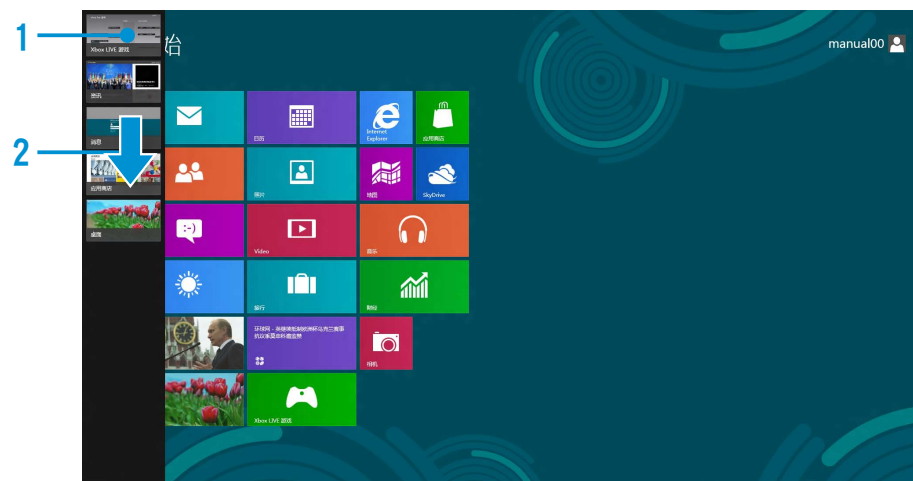 1
Xbox LIVE 游戏
资讯
消息
2
应用商店
桌面
始
manual00
日历
Internet
Explorer
应用商店
照片
地图
SkyDrive
Video
音乐
旅行
财经
相机
Xbox LIVE 游戏